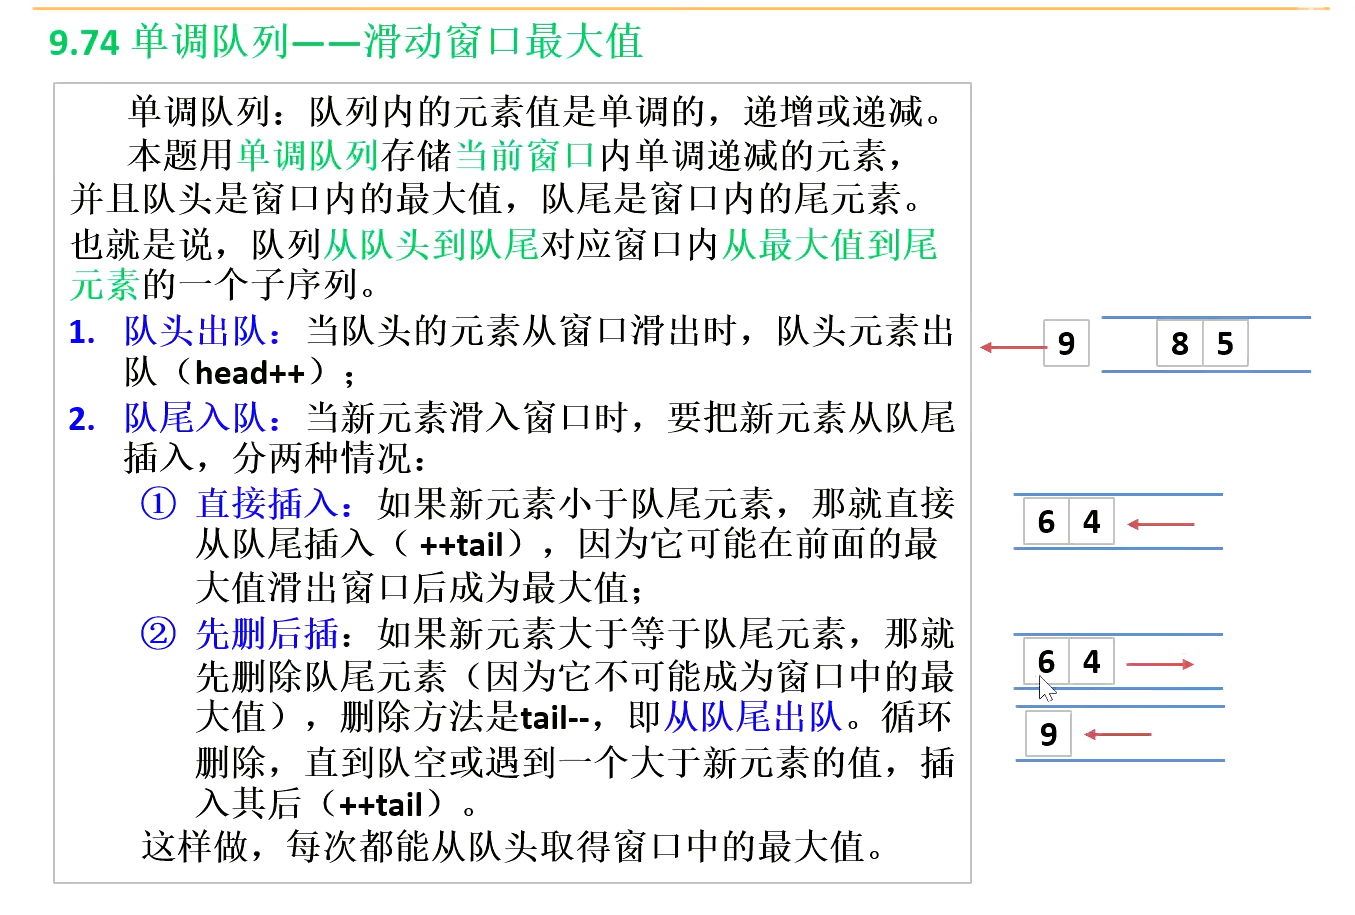 9.74 单调队列——滑动窗口最大值
单调队列：队列内的元素值是单调的，递增或递减。
本题用单调队列存储当前窗口内单调递减的元素，
并且队头是窗口内的最大值，队尾是窗口内的尾元素。
也就是说，队列从队头到队尾对应窗口内从最大值到尾
元素的一个子序列。
1. 队头出队：当队头的元素从窗口滑出时，队头元素出
队（head++）；
9 8 5
2. 队尾入队：当新元素滑入窗口时，要把新元素从队尾
插入，分两种情况：
① 直接插入：如果新元素小于队尾元素，那就直接
从队尾插入（ ++tail），因为它可能在前面的最
大值滑出窗口后成为最大值；
6 4
② 先删后插：如果新元素大于等于队尾元素，那就
先删除队尾元素（因为它不可能成为窗口中的最
大值），删除方法是tail--，即从队尾出队。循环
删除，直到队空或遇到一个大于新元素的值，插
入其后（++tail）。
6 4
9
这样做，每次都能从队头取得窗口中的最大值。